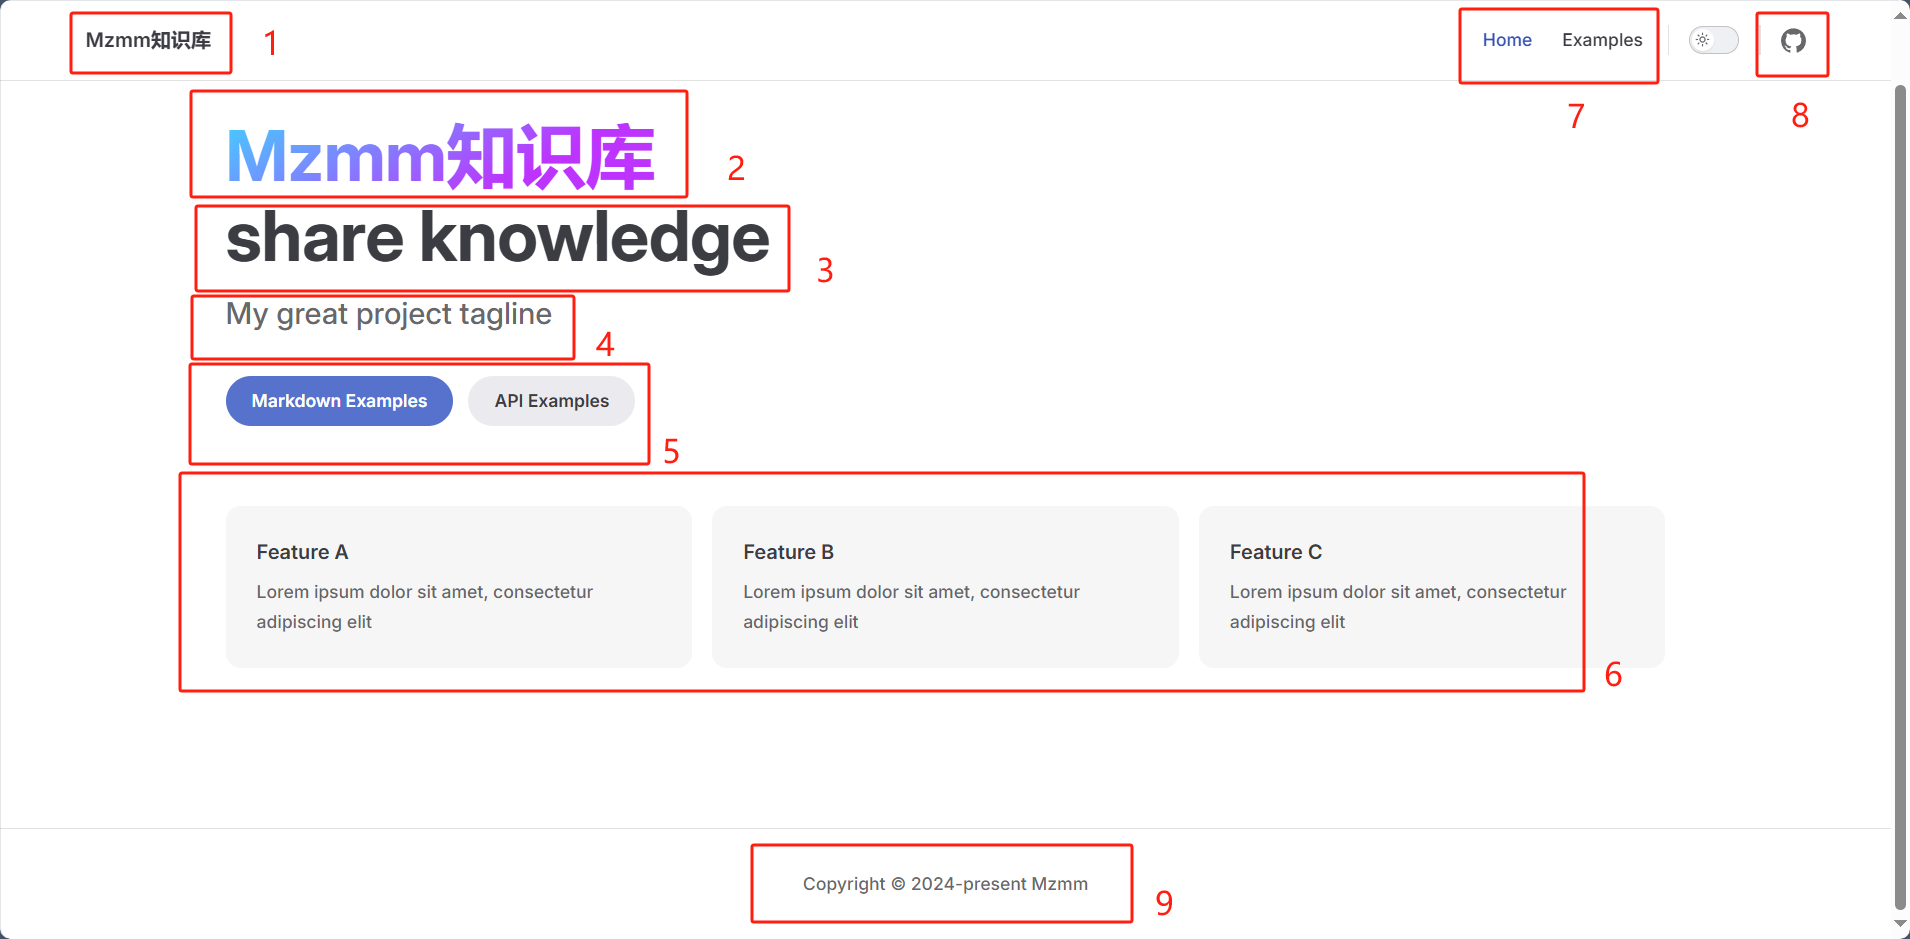 Mzmm知识库
1
Home
Examples
7
8
Mzmm知识库
2
share knowledge
3
My great project tagline
4
Markdown Examples
API Examples
5
Feature A
Lorem ipsum dolor sit amet, consectetur
adipiscing elit
Feature B
Lorem ipsum dolor sit amet, consectetur
adipiscing elit
Feature C
Lorem ipsum dolor sit amet, consectetur
adipiscing elit
6
Copyright © 2024-present Mzmm
9